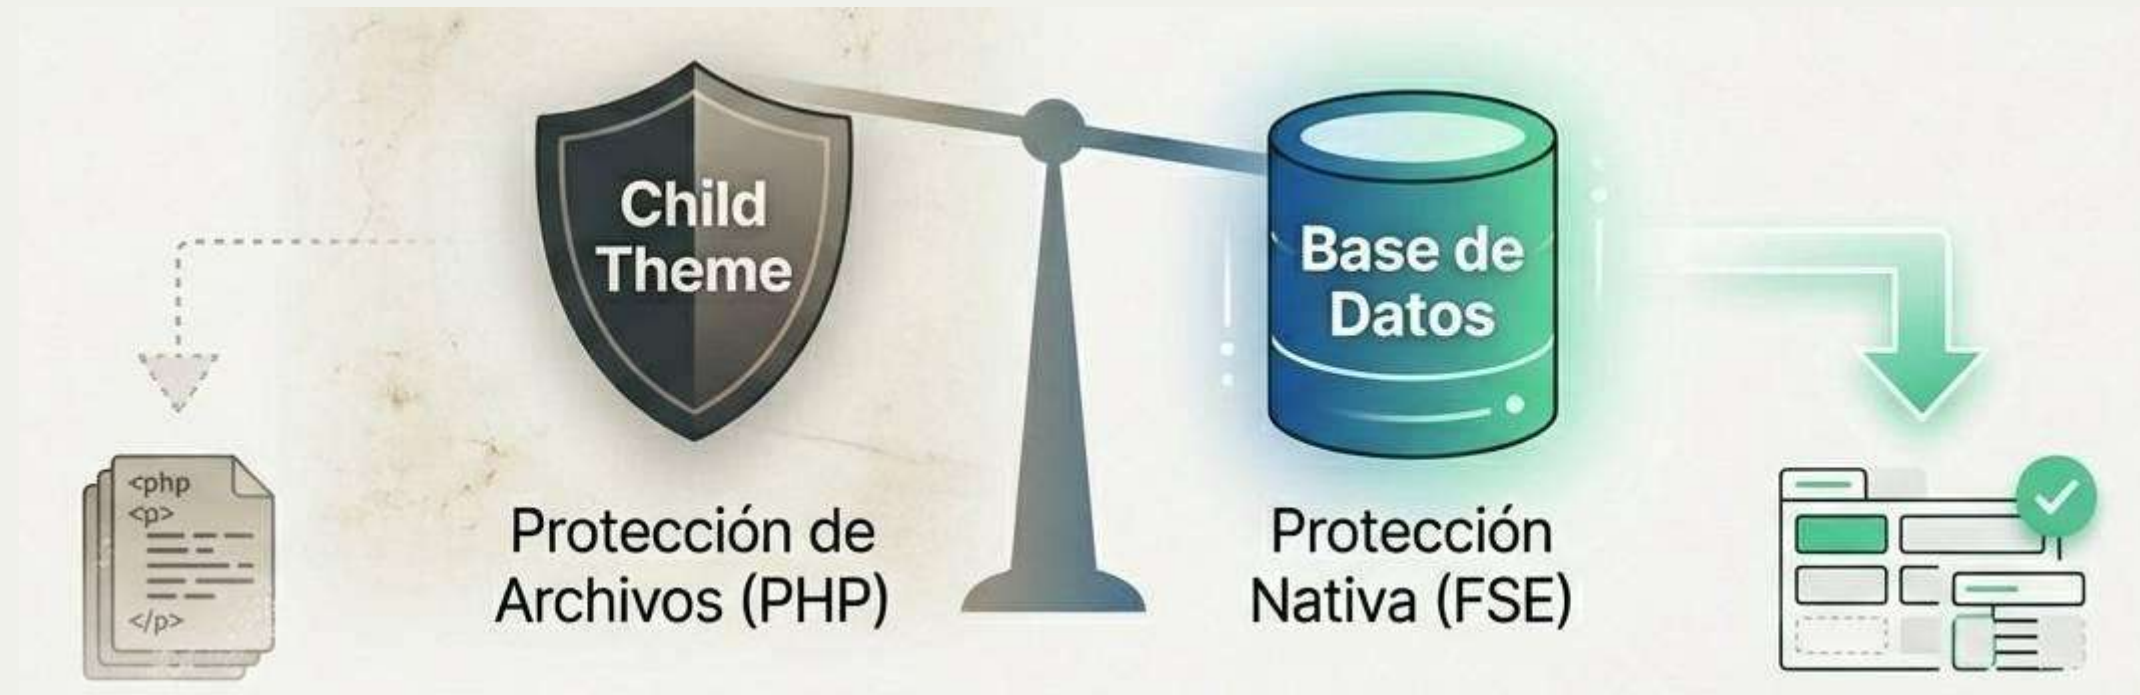 Child
Theme
Base de
Datos
<php
<p>
</p>
Protección de
Archivos (PHP)
Protección
Nativa (FSE)